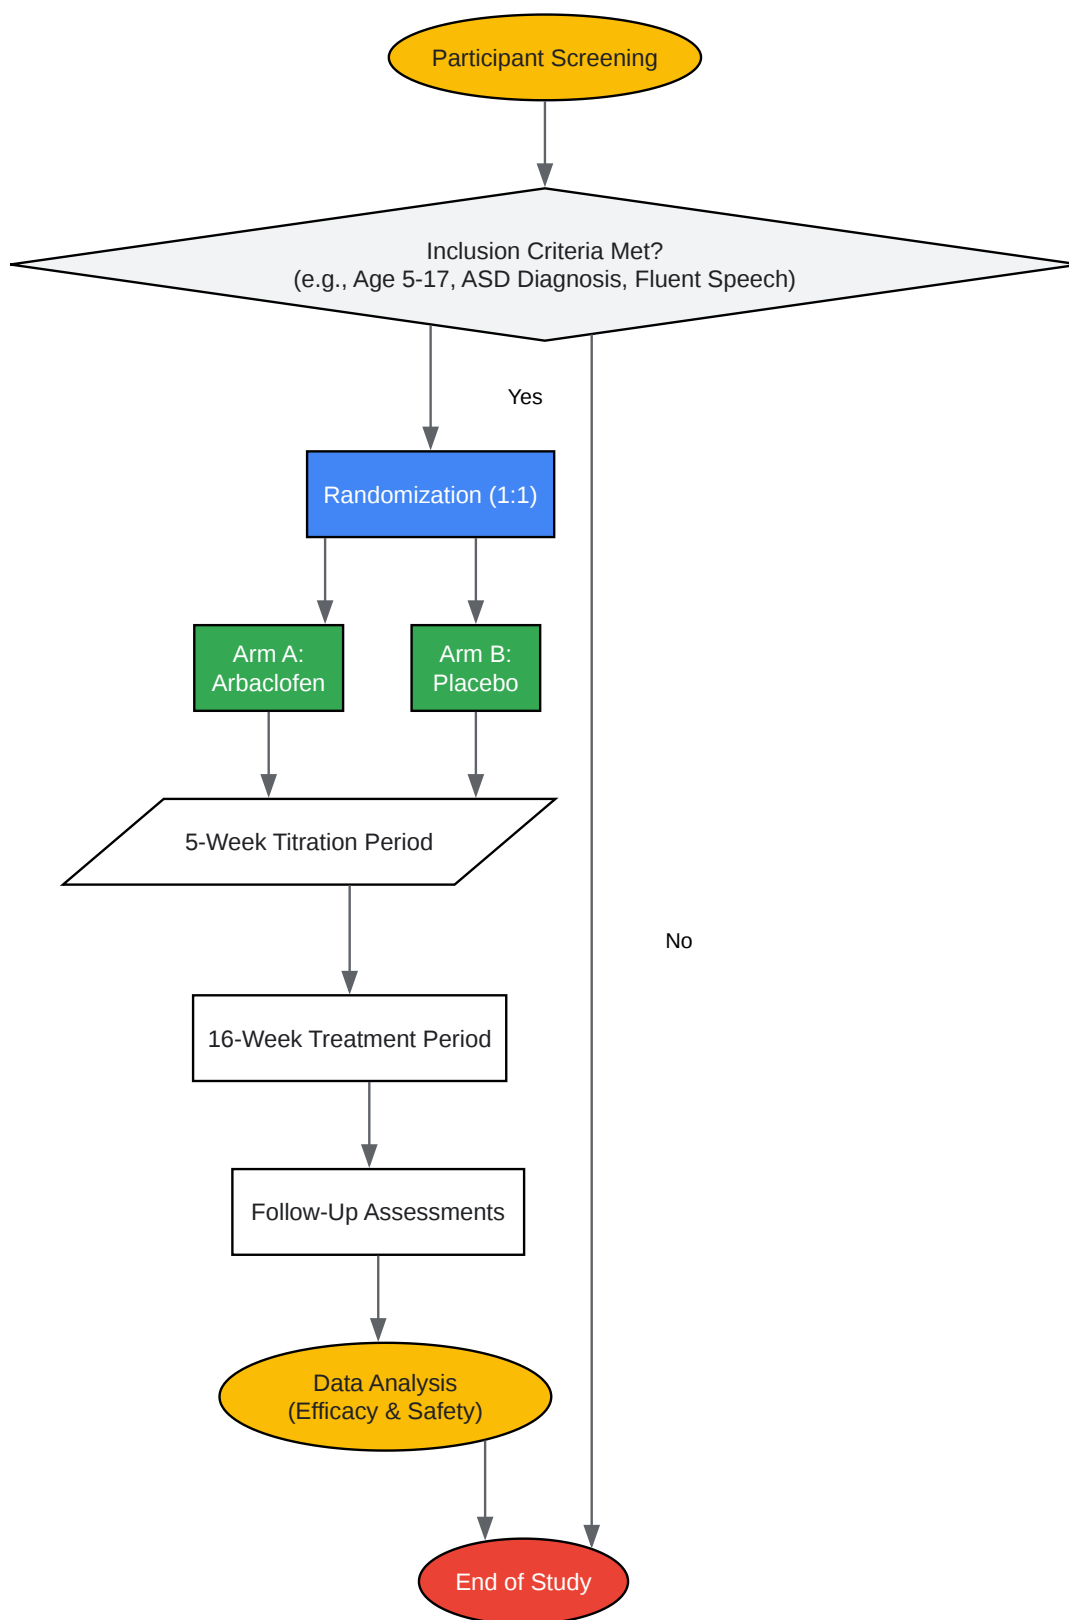 Participant Screening
Inclusion Criteria Met?
(e.g., Age 5-17, ASD Diagnosis, Fluent Speech)
Yes
Randomization (1:1)
Arm A:
Arbaclofen
Arm B:
Placebo
5-Week Titration Period
No
16-Week Treatment Period
Follow-Up Assessments
Data Analysis
(Efficacy & Safety)
End of Study